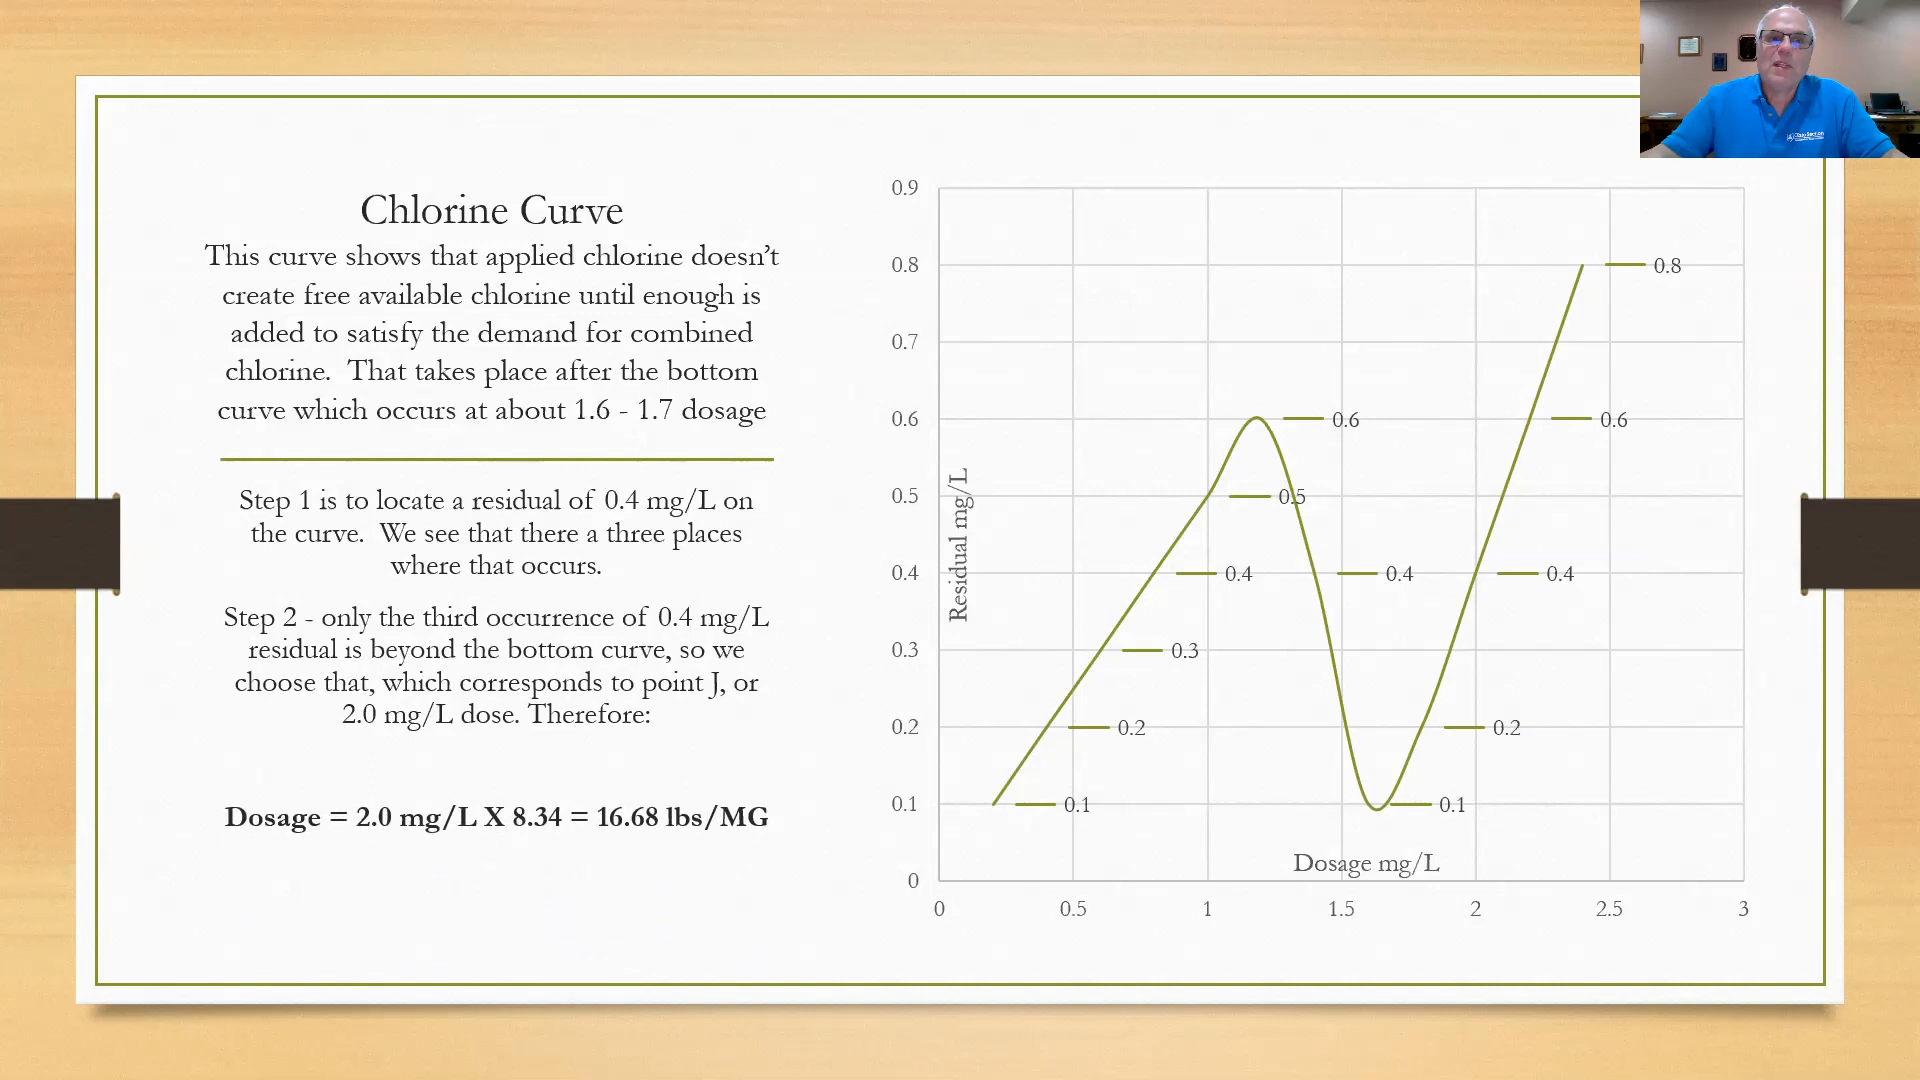 Chlorine Curve
This curve shows that applied chlorine doesn't
create free available chlorine until enough is
added to satisfy the demand for combined
chlorine.  That takes place after the bottom
curve which occurs at about 1.6 - 1.7 dosage
Step 1 is to locate a residual of 0.4 mg/L on
the curve.  We see that there a three places
where that occurs.
Step 2 - only the third occurrence of 0.4 mg/L
residual is beyond the bottom curve, so we
choose that, which corresponds to point J, or
2.0 mg/L dose. Therefore:
Dosage = 2.0 mg/L X 8.34 = 16.68 lbs/MG
Residual mg/L
0.9
0.8
0.7
0.6
0.5
0.4
0.3
0.2
0.1
0
0.8
0.6
0.6
0.5
0.4
0.4
0.4
0.3
0.2
0.2
0.1
0.1
Dosage mg/L
0
0.5
1
1.5
2
2.5
3
Ohio Section